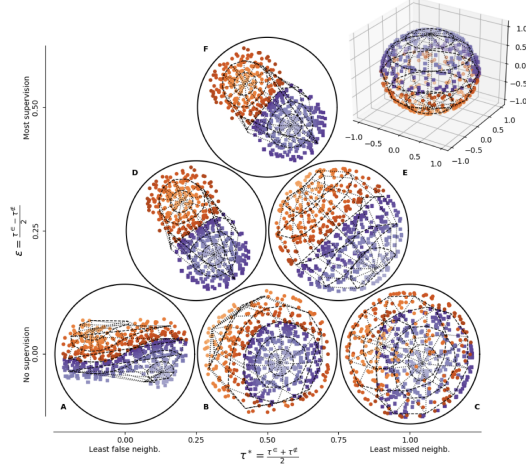 F
1.0
0.5
0.0
−0.5
−1.0
−1.0
−0.5
0.0
0.5
1.0
−1.0
−0.5
0.0
0.5
1.0
Most supervision
0.50
D
E
0.25
ε = (τ^∈ − τ^∉)/2
No supervision
0.00
A
B
C
0.00
0.25
0.50
0.75
1.00
Least false neighb.
Least missed neighb.
τ* = (τ^∈ + τ^∉)/2